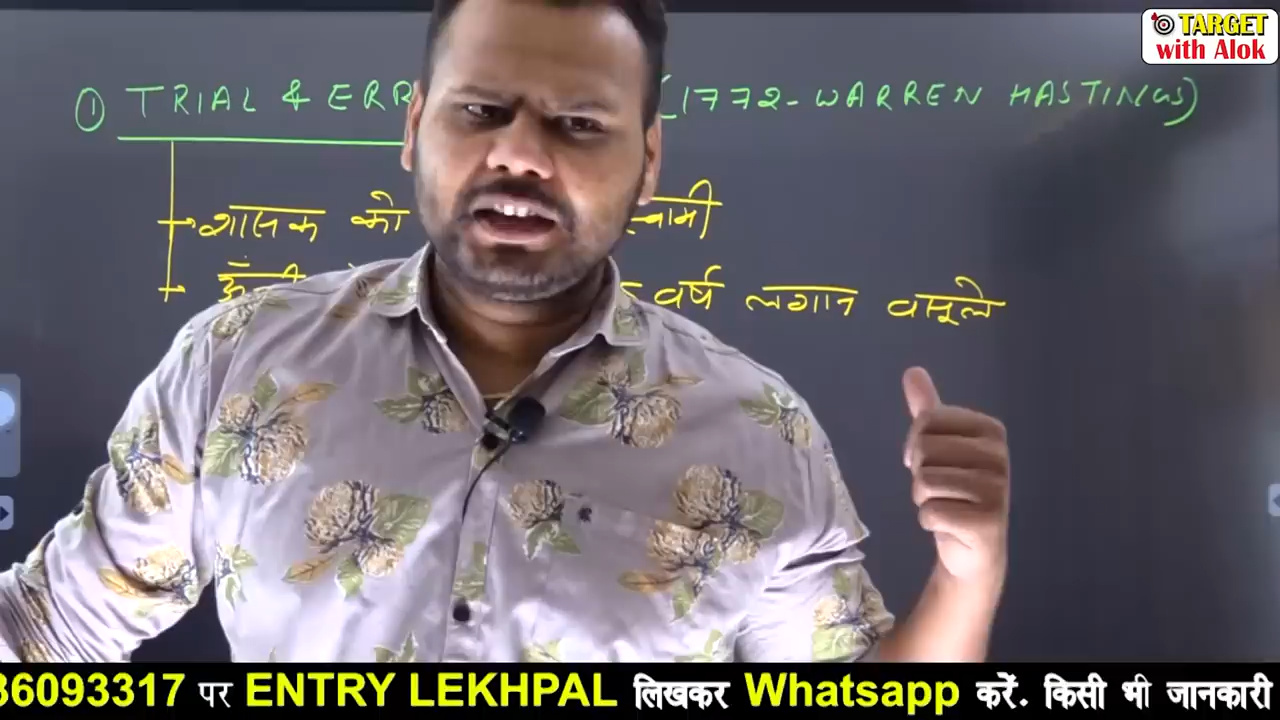 TARGET
with Alok
① TRIAL & ERR (1772-WARREN HASTINGS)
शासक को स्वामी
वर्ष लगान वसूले
86093317 पर ENTRY LEKHPAL लिखकर Whatsapp करें. किसी भी जानकारी